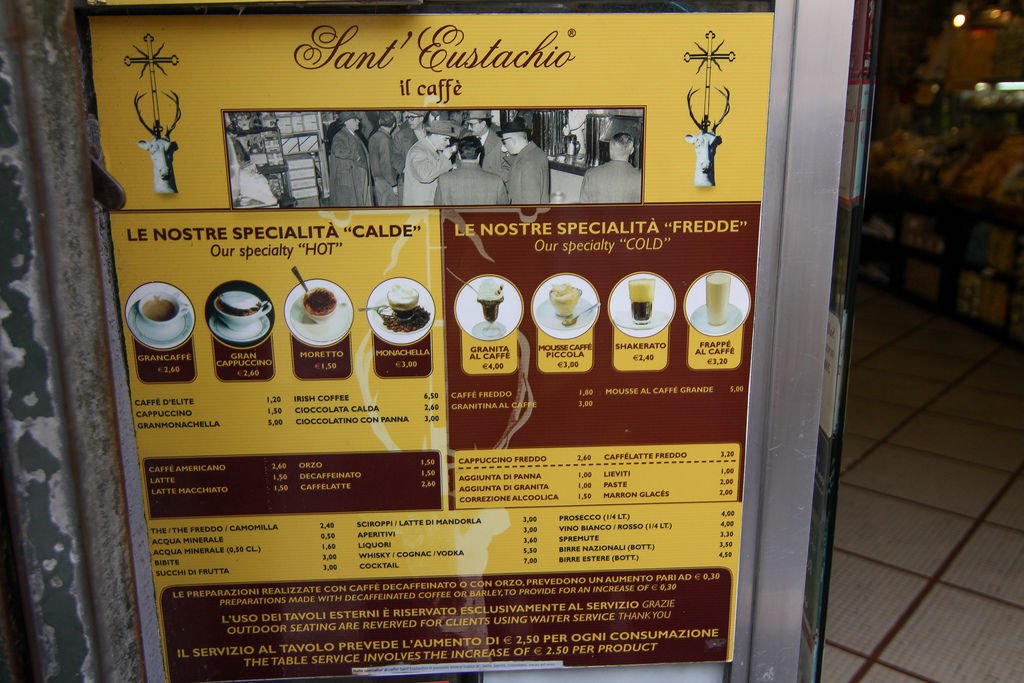 Sant' Eustachio®
il caffè
LE NOSTRE SPECIALITÀ "CALDE"
Our specialty "HOT"
GRANCAFFÈ
€2,60
GRAN
CAPPUCCINO
€2,60
MORETTO
€1,50
MONACHELLA
€3,00
CAFFÈ D'ELITE 1,20
CAPPUCCINO 1,50
GRANMONACHELLA 5,00
IRISH COFFEE 6,50
CIOCCOLATA CALDA 2,60
CIOCCOLATINO CON PANNA 3,00
CAFFÈ AMERICANO 2,60
LATTE 1,50
LATTE MACCHIATO 1,50
ORZO 1,50
DECAFFEINATO 1,50
CAFFÈLATTE 2,60
LE NOSTRE SPECIALITÀ "FREDDE"
Our specialty "COLD"
GRANITA
AL CAFFÈ
€4,00
MOUSSE CAFFÈ
PICCOLA
€3,00
SHAKERATO
€2,40
FRAPPÉ
AL CAFFÈ
€3,20
CAFFÈ FREDDO 1,80
GRANITINA AL CAFFÈ 3,00
MOUSSE AL CAFFÈ GRANDE 5,00
CAPPUCCINO FREDDO 2,60
CAFFÈLATTE FREDDO 3,20
AGGIUNTA DI PANNA 1,00
AGGIUNTA DI GRANITA 1,00
CORREZIONE ALCOOLICA 1,50
LIEVITI 1,00
PASTE 2,00
MARRON GLACÉS 2,00
THE / THE FREDDO / CAMOMILLA 2,40
ACQUA MINERALE 0,50
ACQUA MINERALE (0,50 CL.) 1,60
BIBITE 3,00
SUCCHI DI FRUTTA 3,00
SCIROPPI / LATTE DI MANDORLA 3,00
APERITIVI 3,00
LIQUORI 3,00
WHISKY / COGNAC / VODKA 5,50
COCKTAIL 7,00
PROSECCO (1/4 LT.) 4,00
VINO BIANCO / ROSSO (1/4 LT.) 4,00
SPREMUTE 3,30
BIRRE NAZIONALI (BOTT.) 3,50
BIRRE ESTERE (BOTT.) 4,50
LE PREPARAZIONI REALIZZATE CON CAFFÈ DECAFFEINATO O CON ORZO, PREVEDONO UN AUMENTO PARI AD € 0,30
PREPARATIONS MADE WITH DECAFFEINATED COFFEE OR BARLEY, TO PROVIDE FOR AN INCREASE OF € 0,30
L'USO DEI TAVOLI ESTERNI È RISERVATO ESCLUSIVAMENTE AL SERVIZIO GRAZIE
OUTDOOR SEATING ARE RERVED FOR CLIENTS USING WAITER SERVICE THANK YOU
IL SERVIZIO AL TAVOLO PREVEDE L'AUMENTO DI € 2,50 PER OGNI CONSUMAZIONE
THE TABLE SERVICE INVOLVES THE INCREASE OF € 2.50 PER PRODUCT